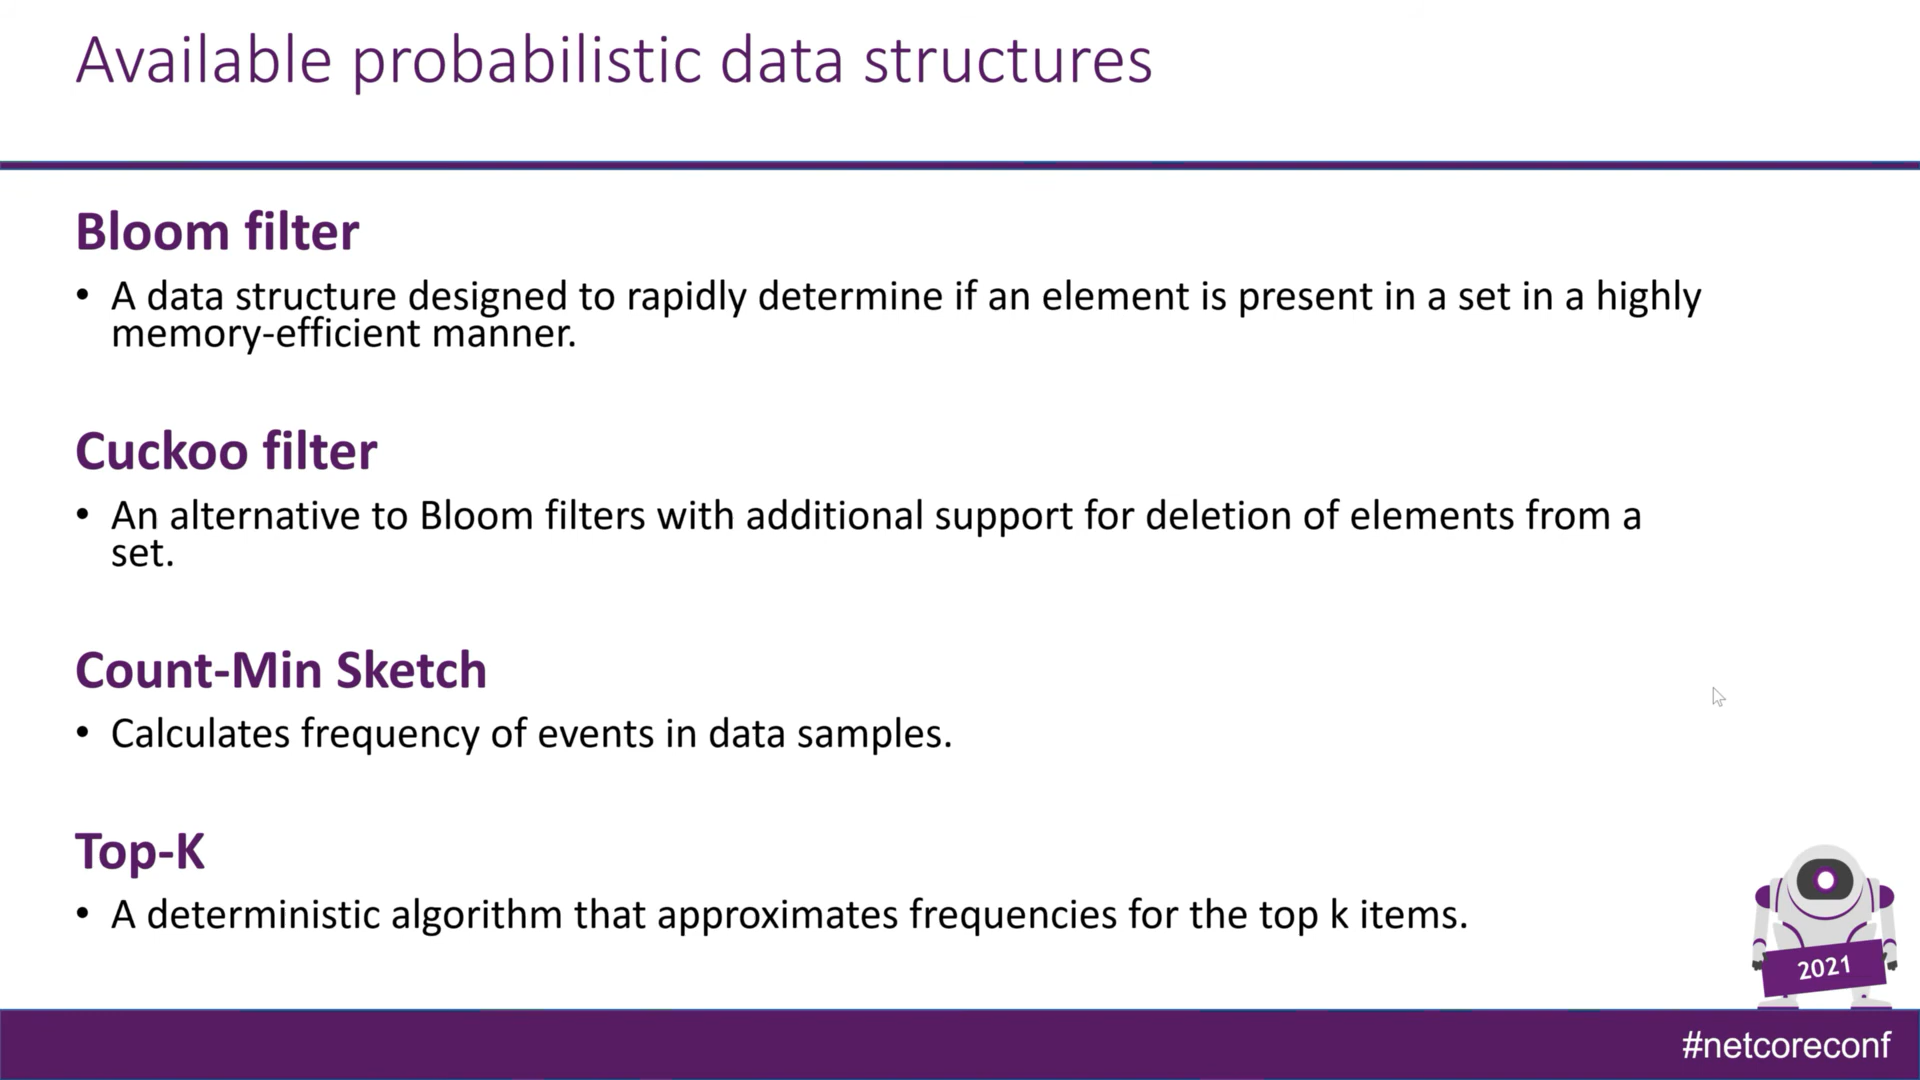 Available probabilistic data structures
Bloom filter
• A data structure designed to rapidly determine if an element is present in a set in a highly
memory-efficient manner.
Cuckoo filter
• An alternative to Bloom filters with additional support for deletion of elements from a
set.
Count-Min Sketch
• Calculates frequency of events in data samples.
Top-K
• A deterministic algorithm that approximates frequencies for the top k items.
2021
#netcoreconf